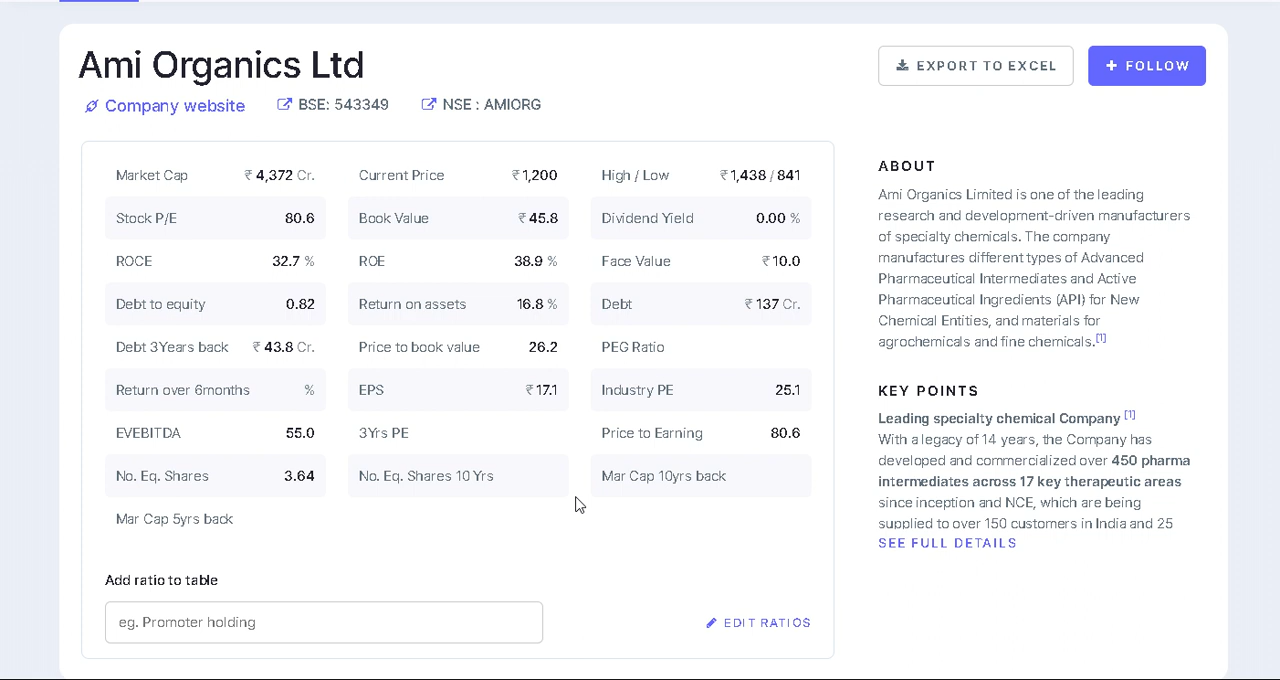 Ami Organics Ltd
EXPORT TO EXCEL
+ FOLLOW
Company website BSE: 543349 NSE : AMIORG
Market Cap ₹ 4,372 Cr. Current Price ₹ 1,200 High / Low ₹ 1,438 / 841
Stock P/E 80.6 Book Value ₹ 45.8 Dividend Yield 0.00 %
ROCE 32.7 % ROE 38.9 % Face Value ₹ 10.0
Debt to equity 0.82 Return on assets 16.8 % Debt ₹ 137 Cr.
Debt 3Years back ₹ 43.8 Cr. Price to book value 26.2 PEG Ratio
Return over 6months % EPS ₹ 17.1 Industry PE 25.1
EVEBITDA 55.0 3Yrs PE Price to Earning 80.6
No. Eq. Shares 3.64 No. Eq. Shares 10 Yrs Mar Cap 10yrs back
Mar Cap 5yrs back
Add ratio to table
eg. Promoter holding
EDIT RATIOS
ABOUT
Ami Organics Limited is one of the leading
research and development-driven manufacturers
of specialty chemicals. The company
manufactures different types of Advanced
Pharmaceutical Intermediates and Active
Pharmaceutical Ingredients (API) for New
Chemical Entities, and materials for
agrochemicals and fine chemicals.[1]
KEY POINTS
Leading specialty chemical Company [1]
With a legacy of 14 years, the Company has
developed and commercialized over 450 pharma
intermediates across 17 key therapeutic areas
since inception and NCE, which are being
supplied to over 150 customers in India and 25
SEE FULL DETAILS